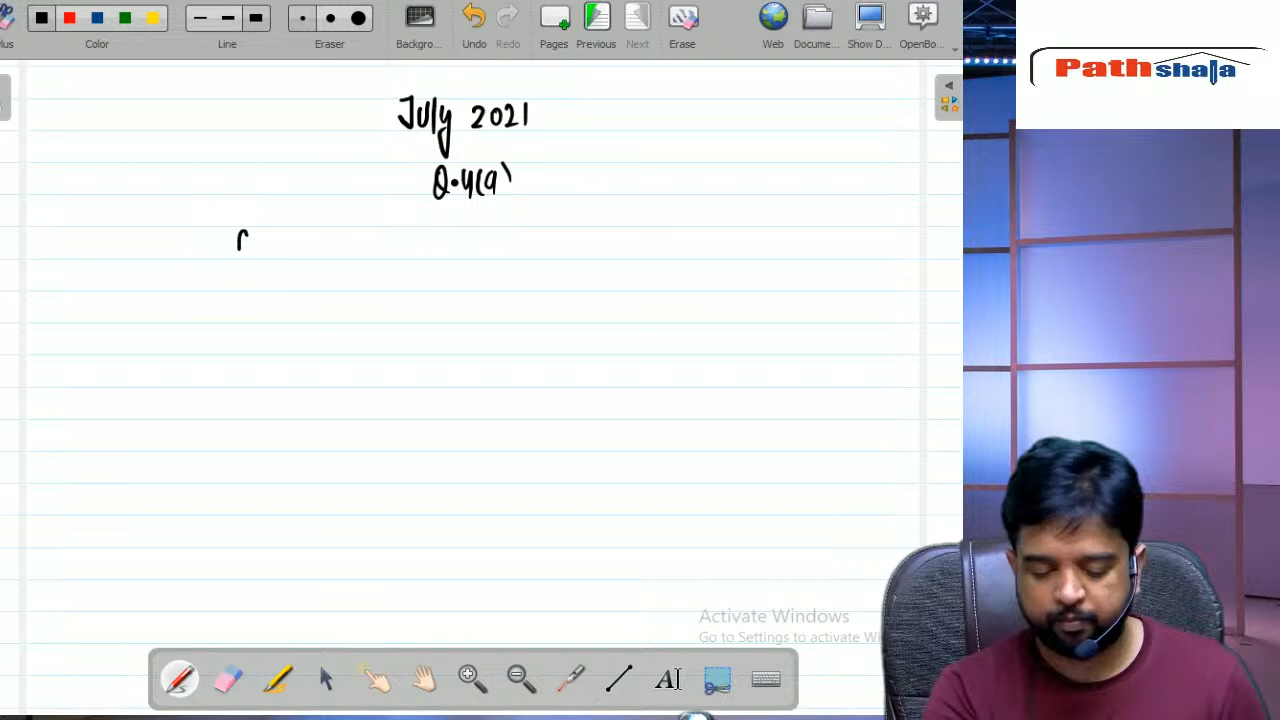 Color
Line
Eraser
Backgro...
Undo
Redo
Pages
Previous
Next
Erase
Web
Docume...
Show D...
OpenBo...
Pathshala
July 2021
Q.4(a)
Activate Windows
Go to Settings to activate Wi
AI